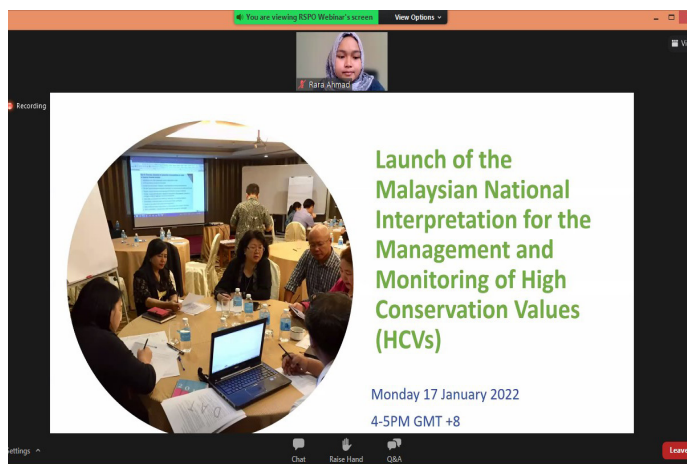 You are viewing RSPO Webinar's screen
View Options
Vi
Rara Ahmad
Recording
Launch of the
Malaysian National
Interpretation for the
Management and
Monitoring of High
Conservation Values
(HCVs)
Monday 17 January 2022
4-5PM GMT +8
D.A.T
ettings
Chat
Raise Hand
Q&A
Leave